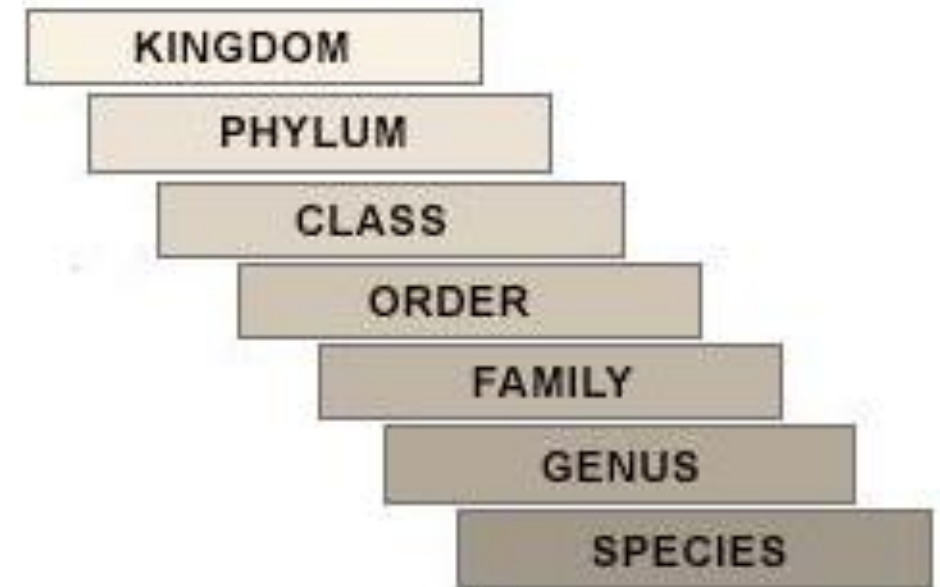 KINGDOM
PHYLUM
CLASS
ORDER
FAMILY
GENUS
SPECIES